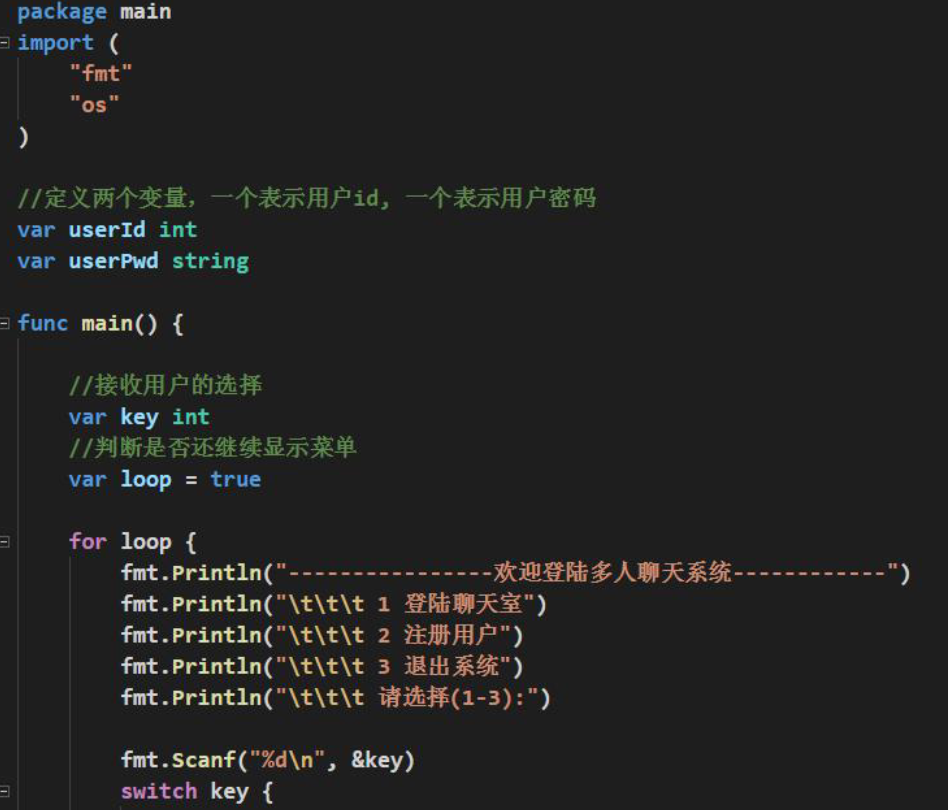 package main
import (
    "fmt"
    "os"
)
//定义两个变量，一个表示用户id, 一个表示用户密码
var userId int
var userPwd string
func main() {
    //接收用户的选择
    var key int
    //判断是否还继续显示菜单
    var loop = true
    for loop {
        fmt.Println("----------------欢迎登陆多人聊天系统------------")
        fmt.Println("\t\t\t 1 登陆聊天室")
        fmt.Println("\t\t\t 2 注册用户")
        fmt.Println("\t\t\t 3 退出系统")
        fmt.Println("\t\t\t 请选择(1-3):")
        fmt.Scanf("%d\n", &key)
        switch key {